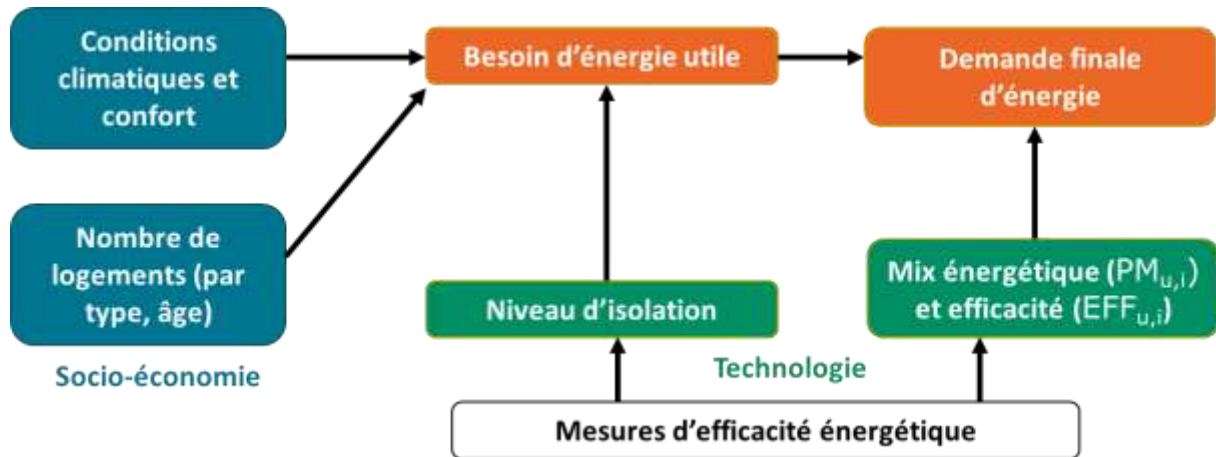 Conditions
climatiques et
confort
Besoin d’énergie utile
Demande finale
d’énergie
Nombre de
logements (par
type, âge)
Niveau d’isolation
Mix énergétique (PMu,i)
et efficacité (EFFu,i)
Socio-économie
Technologie
Mesures d’efficacité énergétique